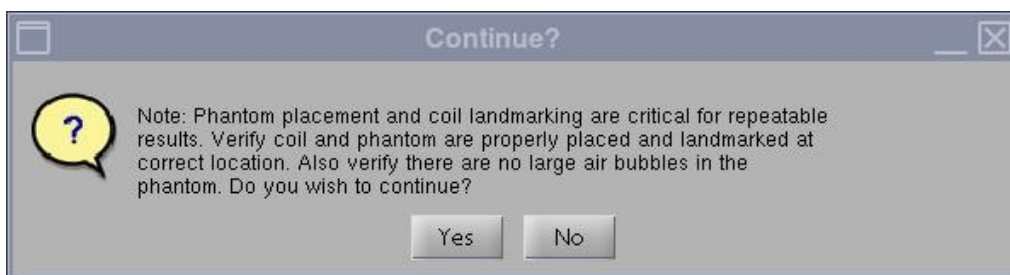 Continue?
?
Note: Phantom placement and coil landmarking are critical for repeatable
results. Verify coil and phantom are properly placed and landmarked at
correct location. Also verify there are no large air bubbles in the
phantom. Do you wish to continue?
Yes No